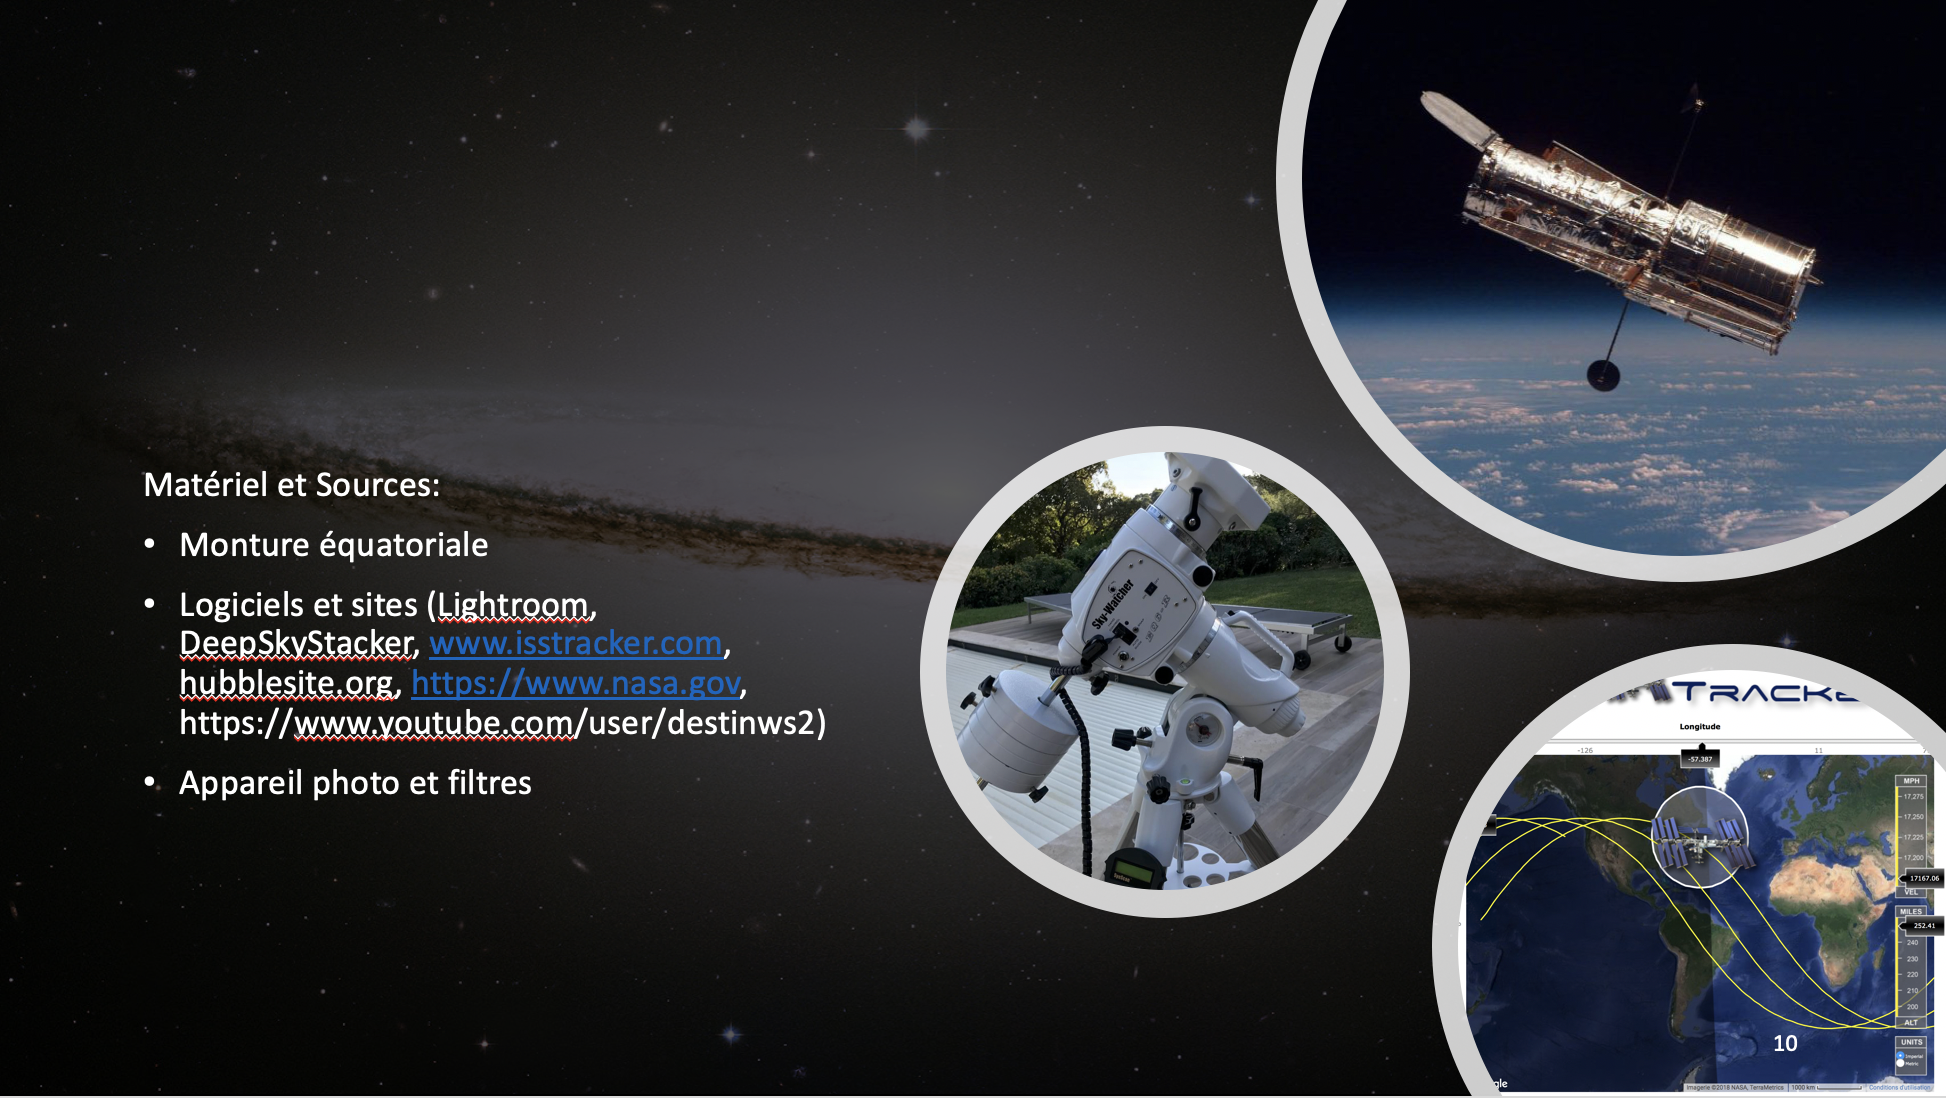 Matériel et Sources:
• Monture équatoriale
• Logiciels et sites (Lightroom,
DeepSkyStacker, www.isstracker.com,
hubblesite.org, https://www.nasa.gov,
https://www.youtube.com/user/destinws2)
• Appareil photo et filtres
Sky-Watcher
TRACKE
Longitude
-126
11
-57.387
MPH
17,275
17,250
17,225
17,200
17167.06
VEL
MILES
252.41
240
230
220
210
200
ALT
10
UNITS
Imperial
Metric
gle
Imagerie ©2018 NASA, TerraMetrics
1000 km
Conditions d'utilisation